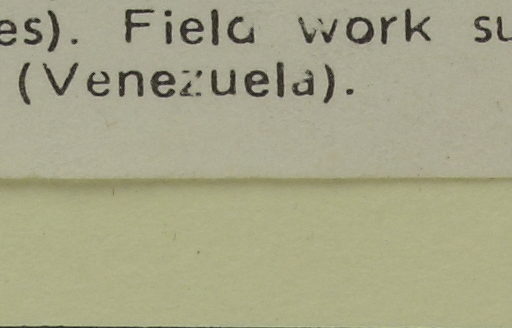 es). Field work su
(Venezuela).